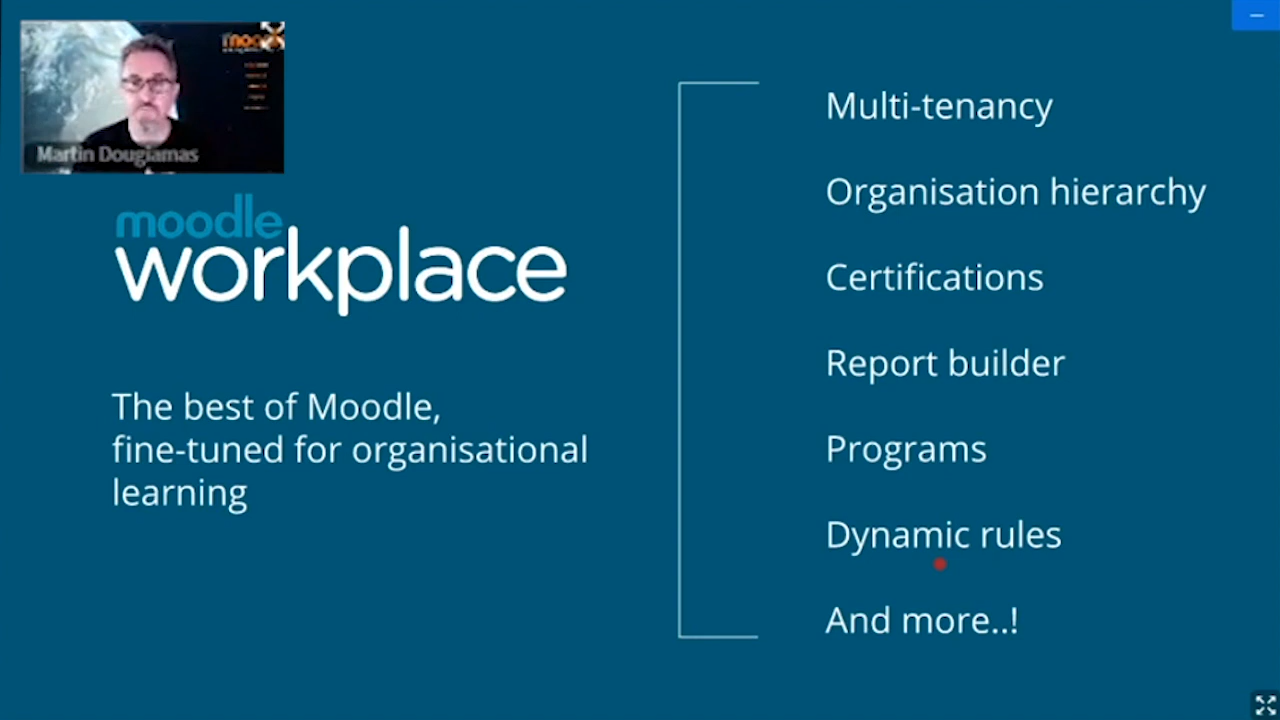 moodle
Martin Dougiamas
moodle
workplace
The best of Moodle,
fine-tuned for organisational
learning
Multi-tenancy
Organisation hierarchy
Certifications
Report builder
Programs
Dynamic rules
And more..!